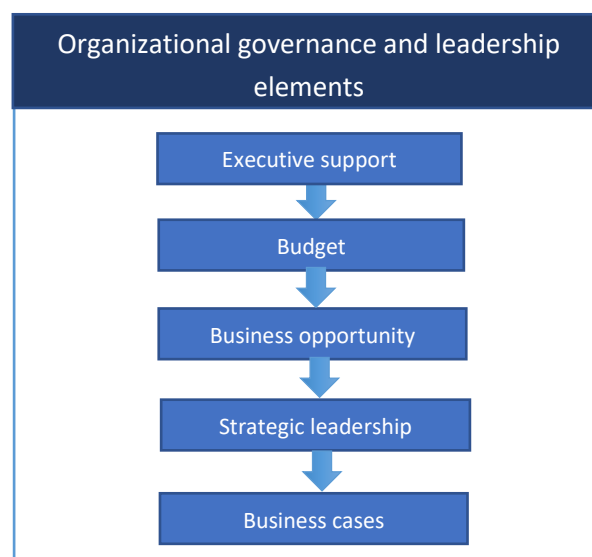 Organizational governance and leadership
elements
Executive support
Budget
Business opportunity
Strategic leadership
Business cases